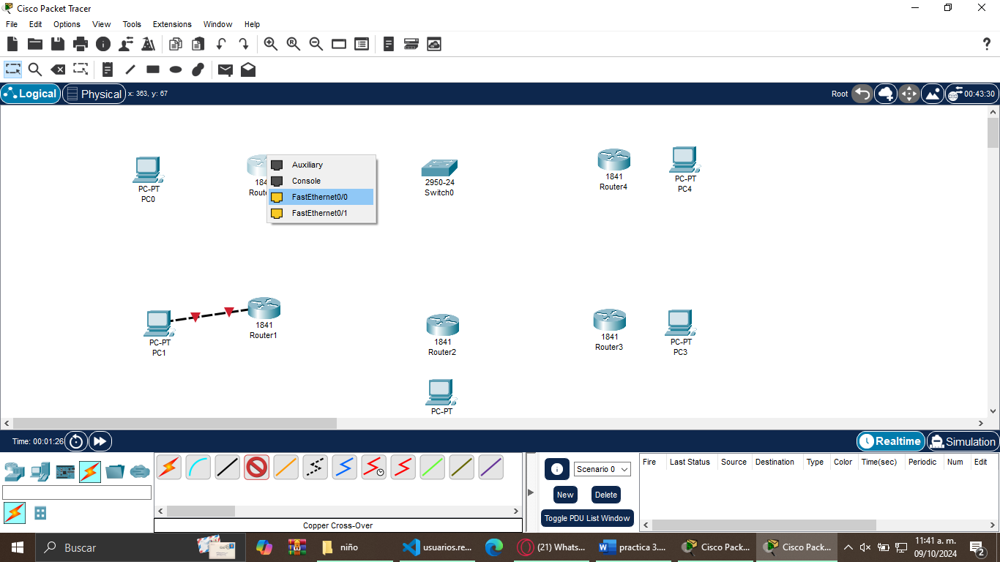 Cisco Packet Tracer
File Edit Options View Tools Extensions Window Help
Logical Physical x: 363, y: 67 Root 00:43:30
PC-PT
PC0
184
Route
Auxiliary
Console
FastEthernet0/0
FastEthernet0/1
2950-24
Switch0
1841
Router4
PC-PT
PC4
PC-PT
PC1
1841
Router1
1841
Router2
1841
Router3
PC-PT
PC3
PC-PT
Time: 00:01:26 Realtime Simulation
Copper Cross-Over
Scenario 0
New Delete
Toggle PDU List Window
Fire Last Status Source Destination Type Color Time(sec) Periodic Num Edit
Buscar niño usuarios.re... (21) Whats... practica 3.... Cisco Pack... Cisco Pack... 11:41 a. m.
09/10/2024 2